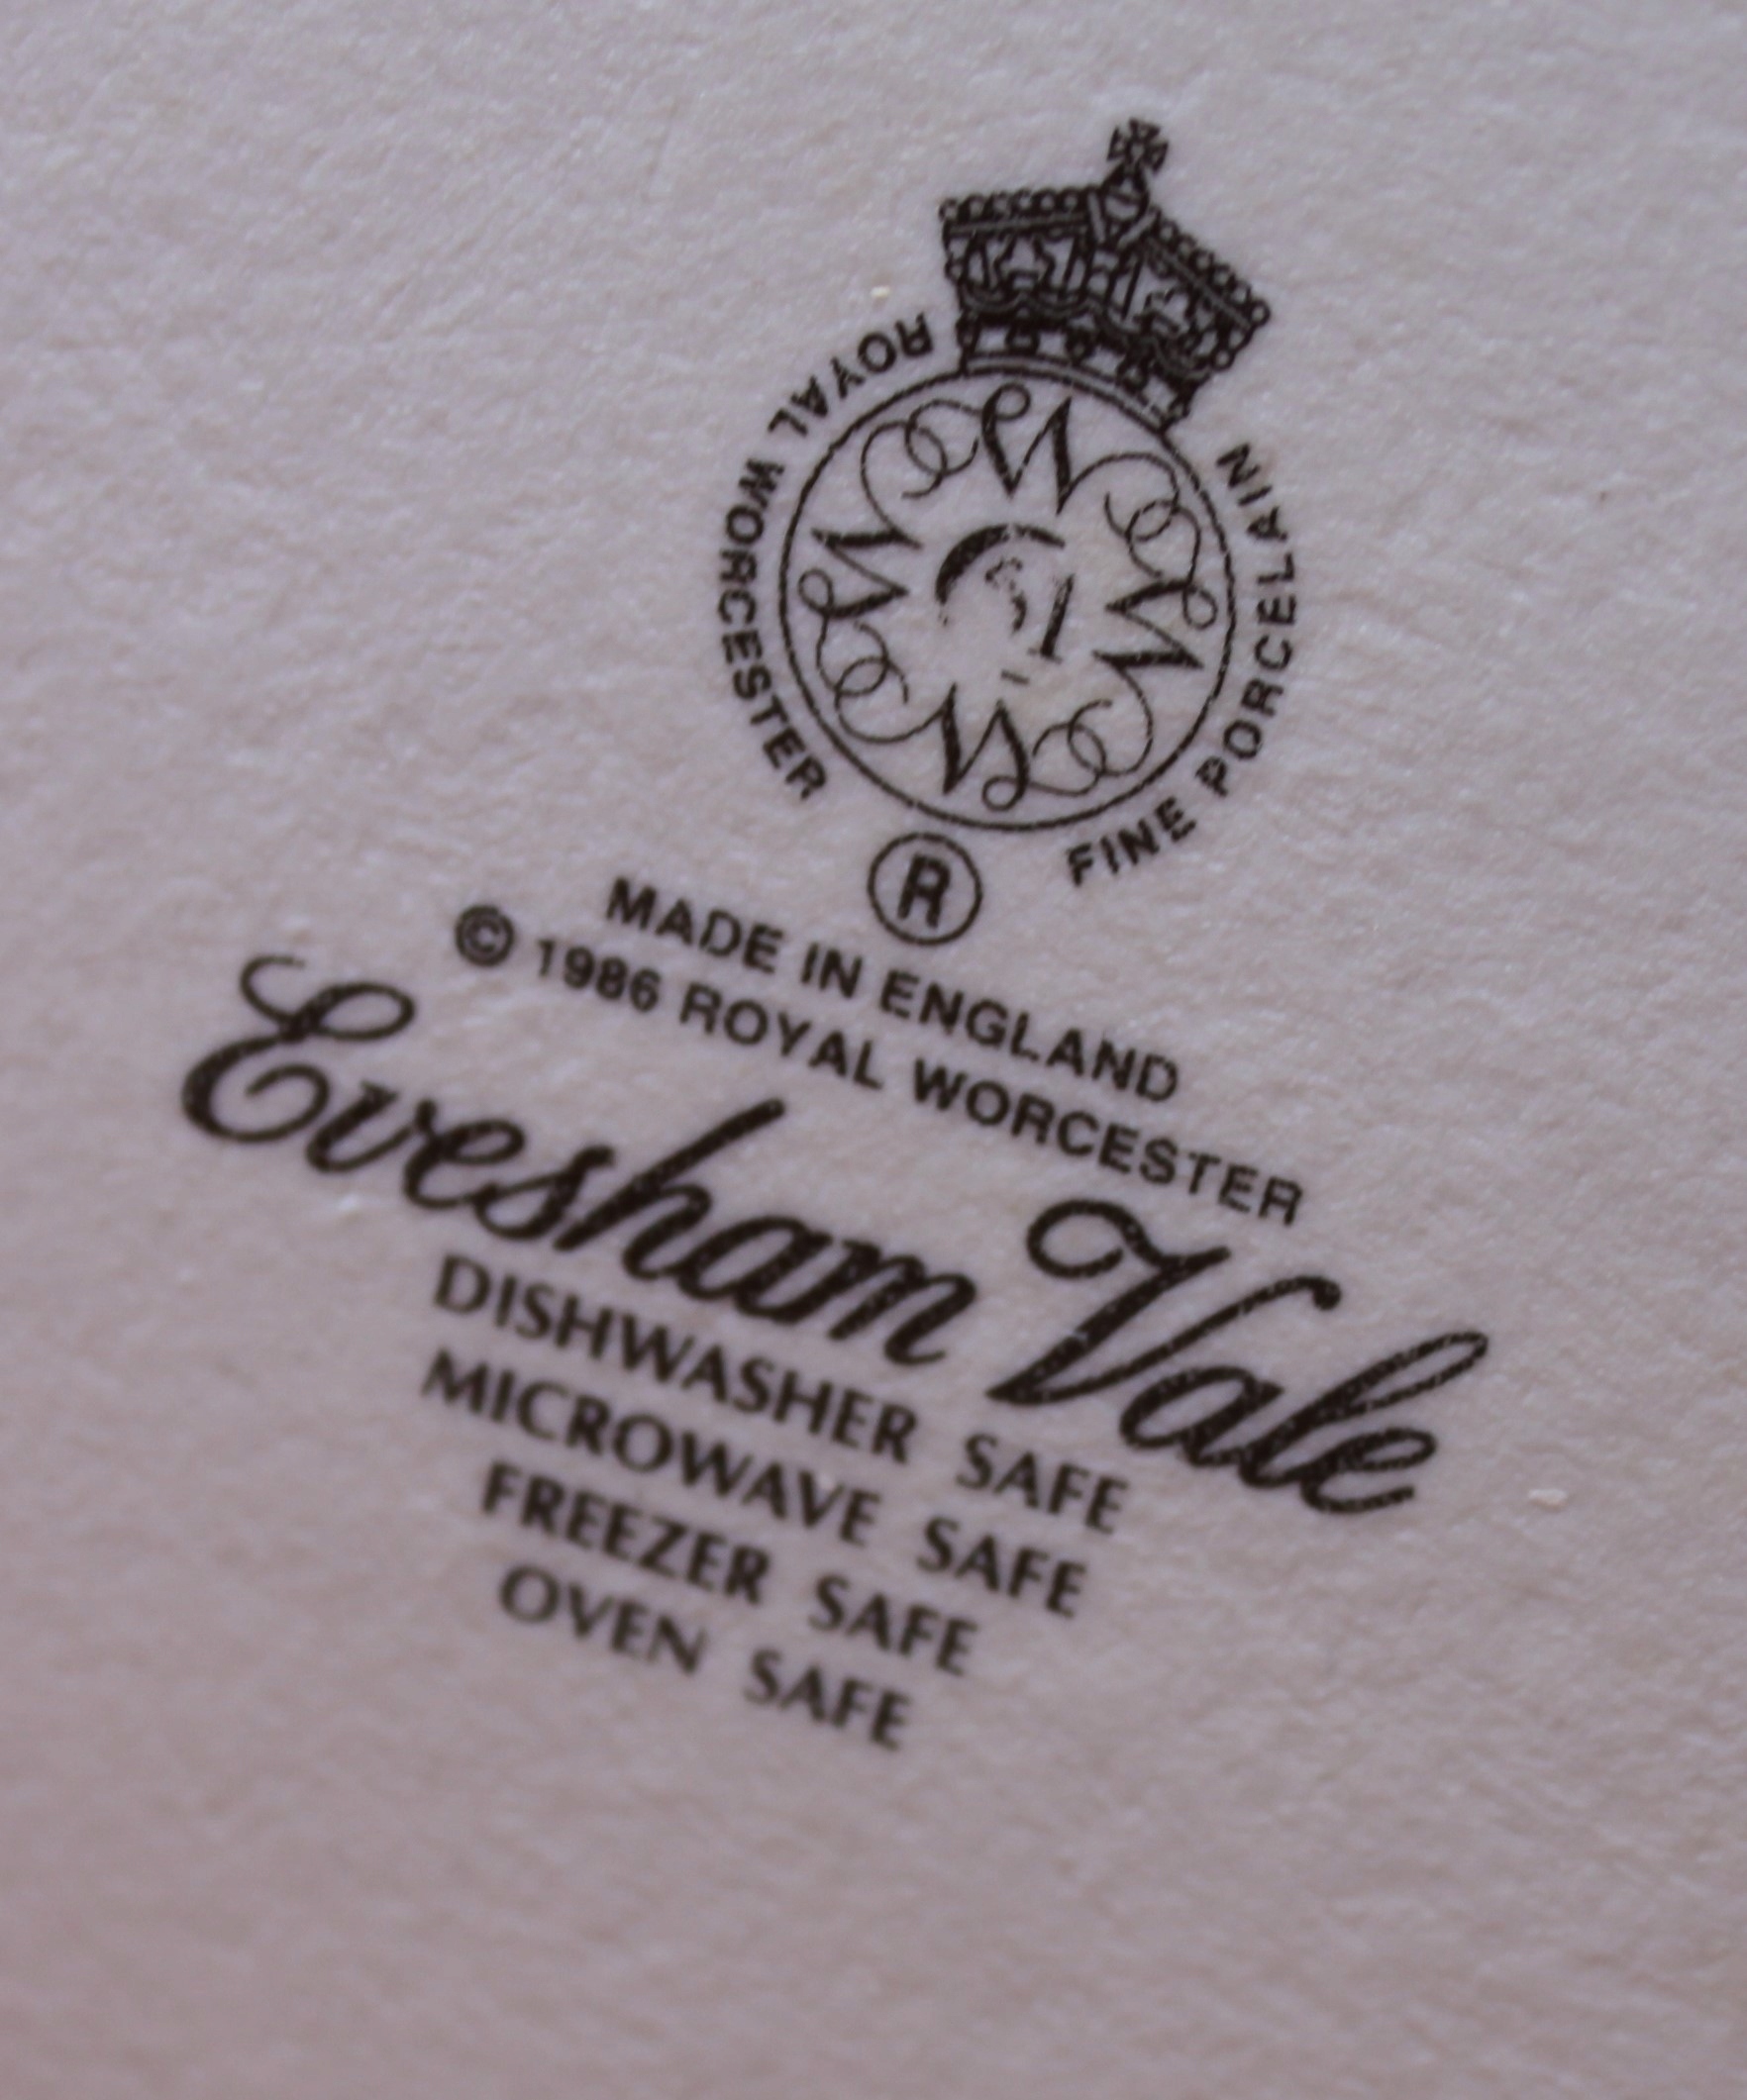 ROYAL WORCESTER
FINE PORCELAIN
W W W W
51
®
MADE IN ENGLAND
© 1986 ROYAL WORCESTER
Evesham Vale
DISHWASHER SAFE
MICROWAVE SAFE
FREEZER SAFE
OVEN SAFE